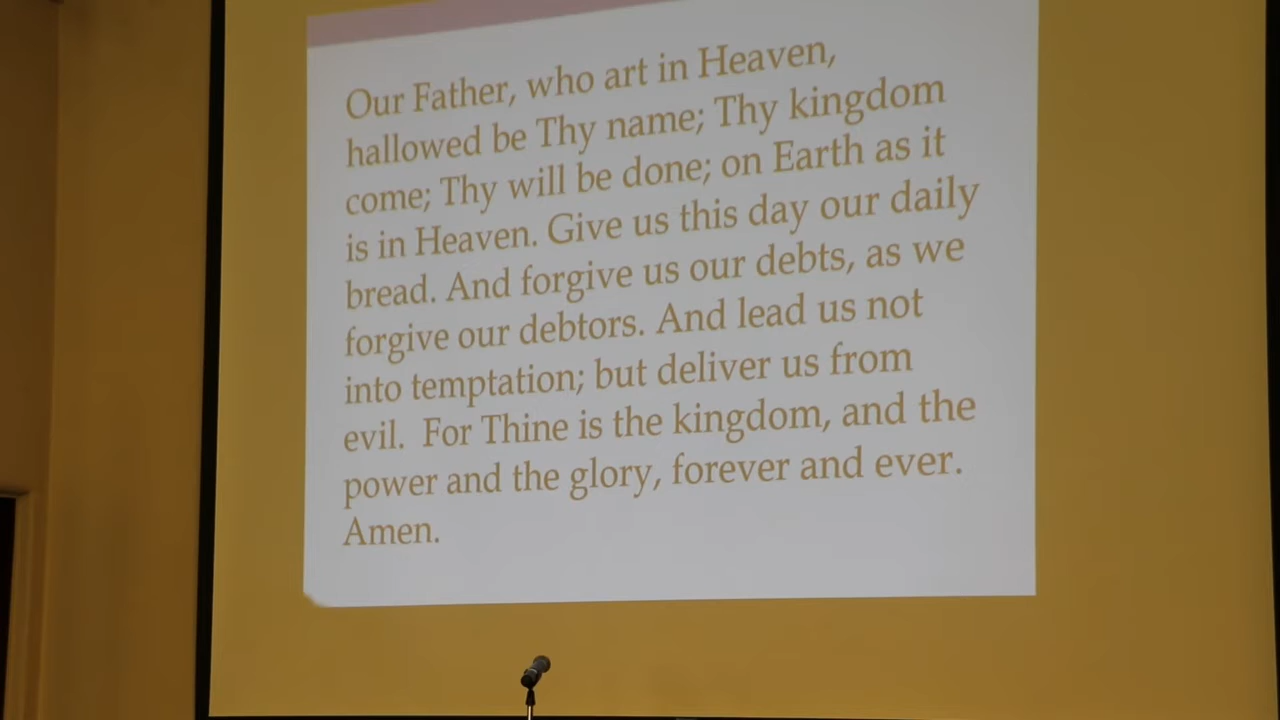 Our Father, who art in Heaven,
hallowed be Thy name; Thy kingdom
come; Thy will be done; on Earth as it
is in Heaven. Give us this day our daily
bread. And forgive us our debts, as we
forgive our debtors. And lead us not
into temptation; but deliver us from
evil.  For Thine is the kingdom, and the
power and the glory, forever and ever.
Amen.